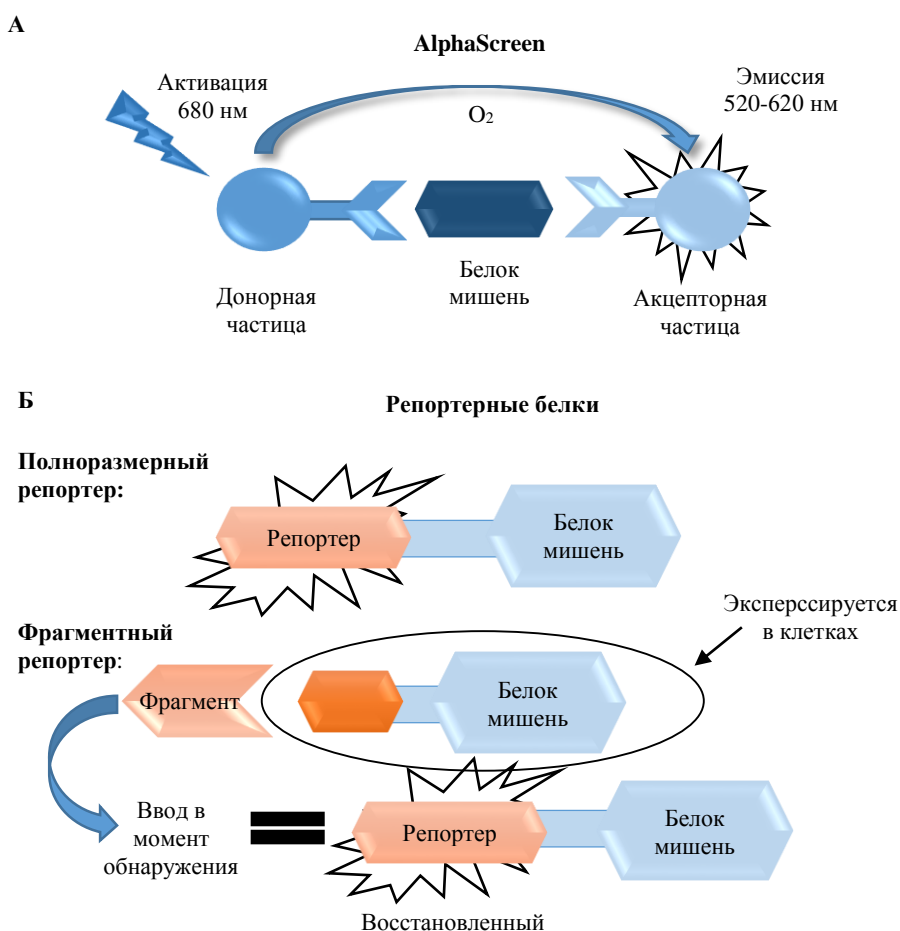 А
AlphaScreen
Активация
680 нм
Эмиссия
520-620 нм
O₂
Белок
мишень
Донорная
частица
Акцепторная
частица
Б
Репортерные белки
Полноразмерный
репортер:
Репортер
Белок
мишень
Эксперссируется
в клетках
Фрагментный
репортер:
Фрагмент
Белок
мишень
Ввод в
момент
обнаружения
Репортер
Белок
мишень
Восстановленный